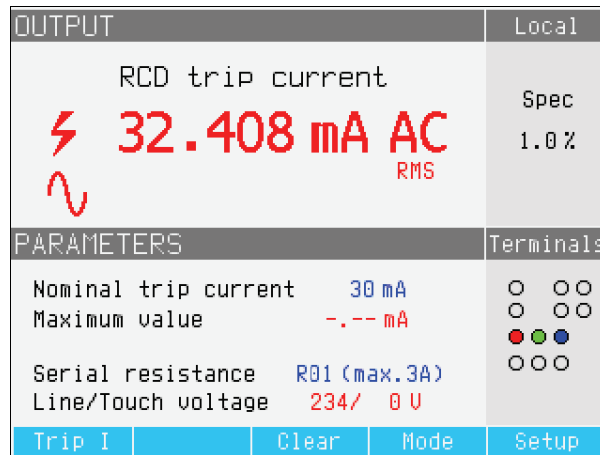 OUTPUT
Local
RCD trip current
32.408 mA AC
RMS
Spec
1.0 %
PARAMETERS
Terminals
Nominal trip current 30 mA
Maximum value -.-- mA
Serial resistance R01 (max.3A)
Line/Touch voltage 234/ 0 V
Trip I
Clear
Mode
Setup